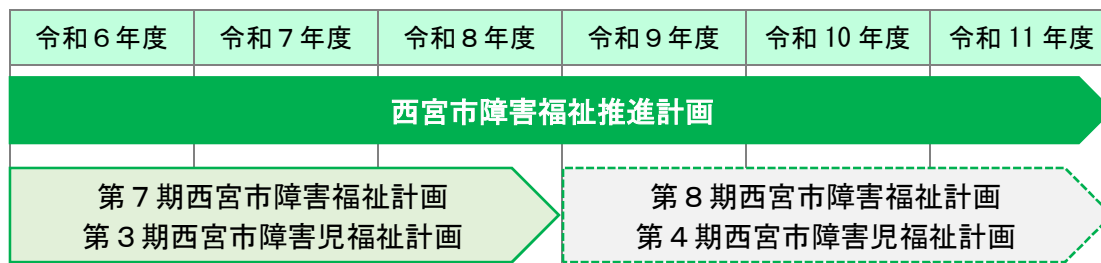 令和６年度 令和７年度 令和８年度 令和９年度 令和 10 年度 令和 11 年度
西宮市障害福祉推進計画
第７期西宮市障害福祉計画
第３期西宮市障害児福祉計画
第８期西宮市障害福祉計画
第４期西宮市障害児福祉計画